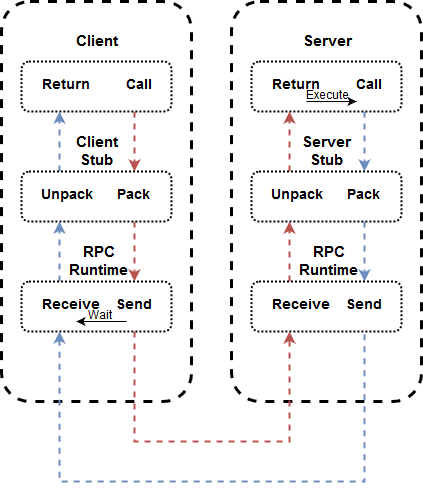 Client
Return Call
Client
Stub
Unpack Pack
RPC
Runtime
Receive Send
Wait
Server
Return Call
Execute
Server
Stub
Unpack Pack
RPC
Runtime
Receive Send